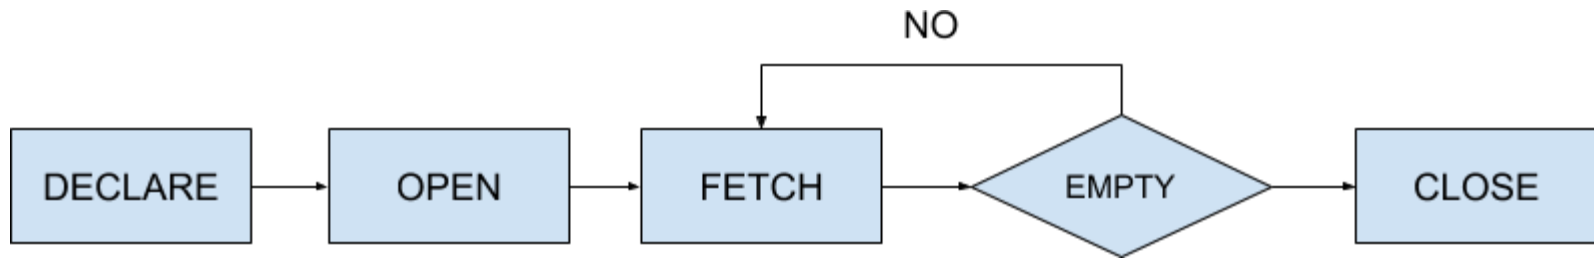 NO
DECLARE
OPEN
FETCH
EMPTY
CLOSE